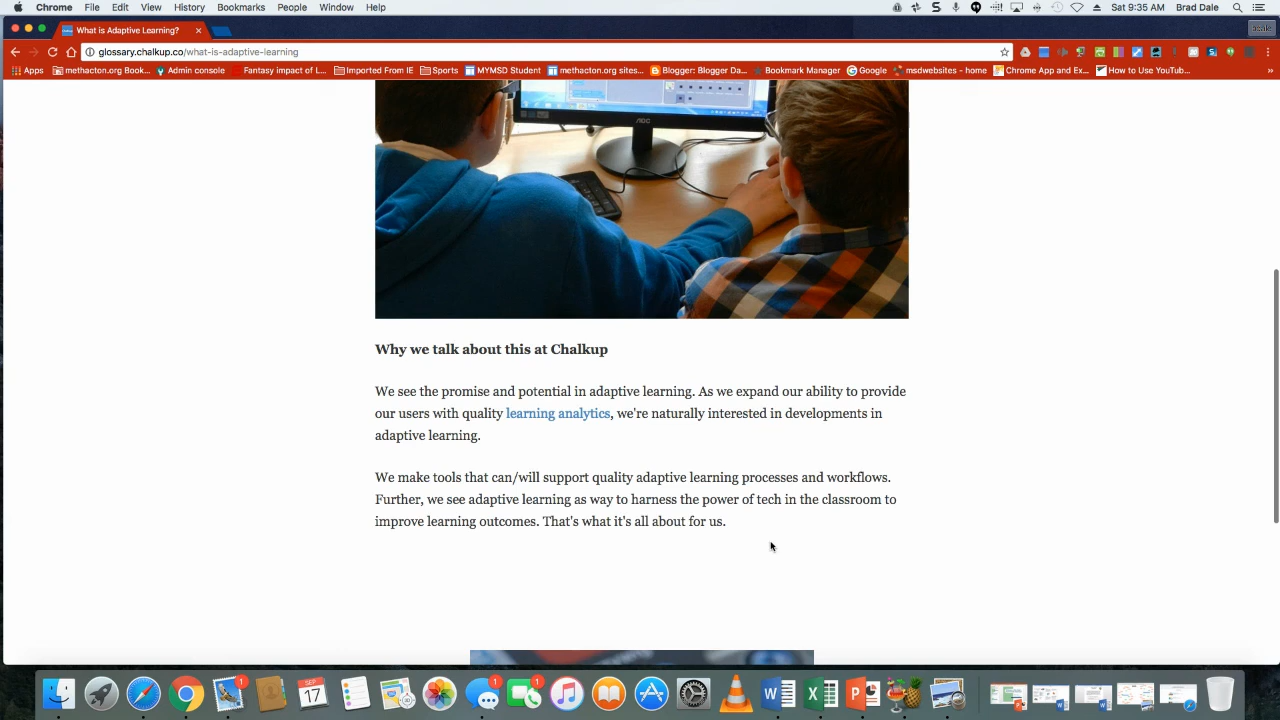 Chrome File Edit View History Bookmarks People Window Help Sat 9:35 AM Brad Dale
What is Adaptive Learning?
glossary.chalkup.co/what-is-adaptive-learning
Apps methacton.org Book... Admin console Fantasy impact of L... Imported From IE Sports MYMSD Student methacton.org sites... Blogger: Blogger Da... Bookmark Manager Google msdwebsites - home Chrome App and Ex... How to Use YouTub... »
AOC
Why we talk about this at Chalkup
We see the promise and potential in adaptive learning. As we expand our ability to provide
our users with quality learning analytics, we're naturally interested in developments in
adaptive learning.
We make tools that can/will support quality adaptive learning processes and workflows.
Further, we see adaptive learning as way to harness the power of tech in the classroom to
improve learning outcomes. That's what it's all about for us.
1 SEP 1 1
17